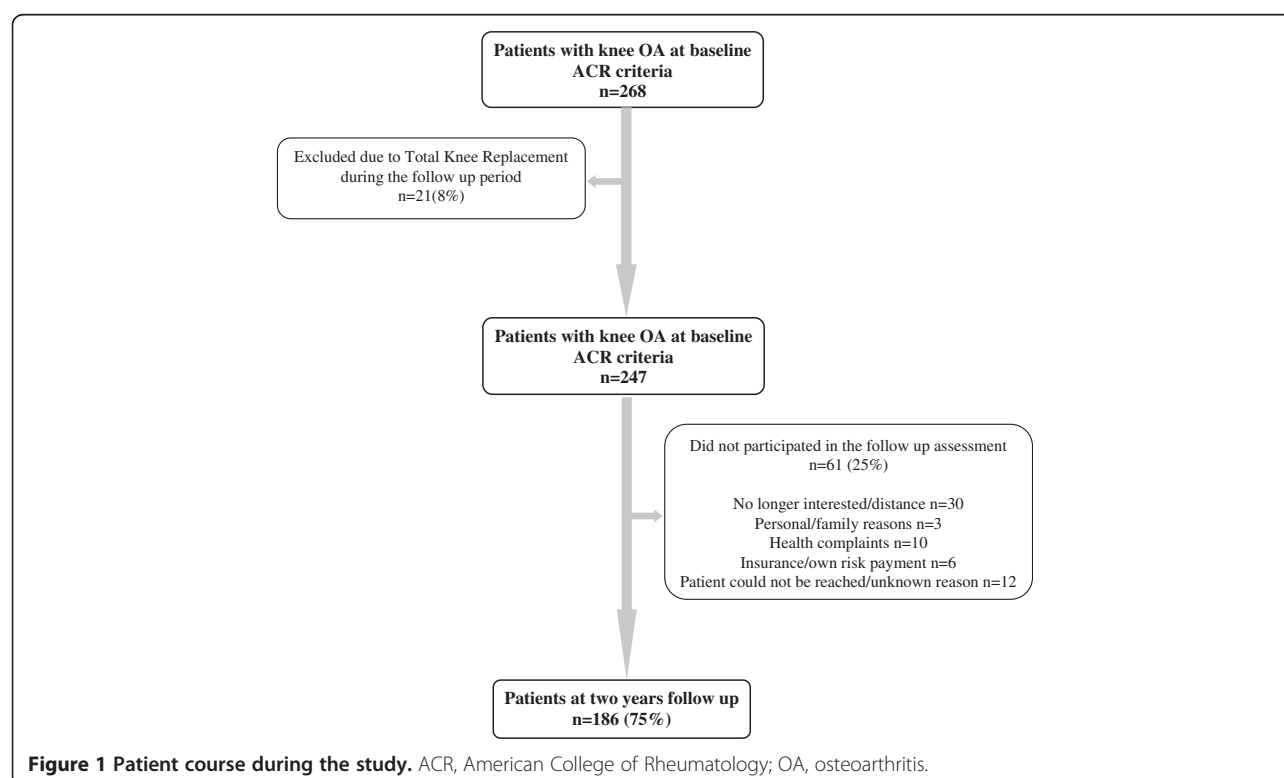 Patients with knee OA at baseline
ACR criteria
n=268
Excluded due to Total Knee Replacement
during the follow up period
n=21(8%)
Patients with knee OA at baseline
ACR criteria
n=247
Did not participated in the follow up assessment
n=61 (25%)
No longer interested/distance n=30
Personal/family reasons n=3
Health complaints n=10
Insurance/own risk payment n=6
Patient could not be reached/unknown reason n=12
Patients at two years follow up
n=186 (75%)
Figure 1 Patient course during the study. ACR, American College of Rheumatology; OA, osteoarthritis.